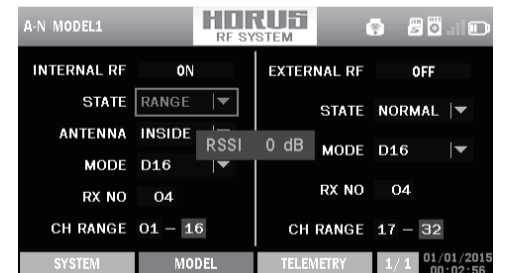 A-N MODEL1
HORUS
RF SYSTEM
INTERNAL RF ON
STATE RANGE
ANTENNA INSIDE
MODE D16
RX NO 04
CH RANGE 01 – 16
RSSI 0 dB
EXTERNAL RF OFF
STATE NORMAL
MODE D16
RX NO 04
CH RANGE 17 – 32
SYSTEM MODEL TELEMETRY 1/1 01/01/2015
00:02:56